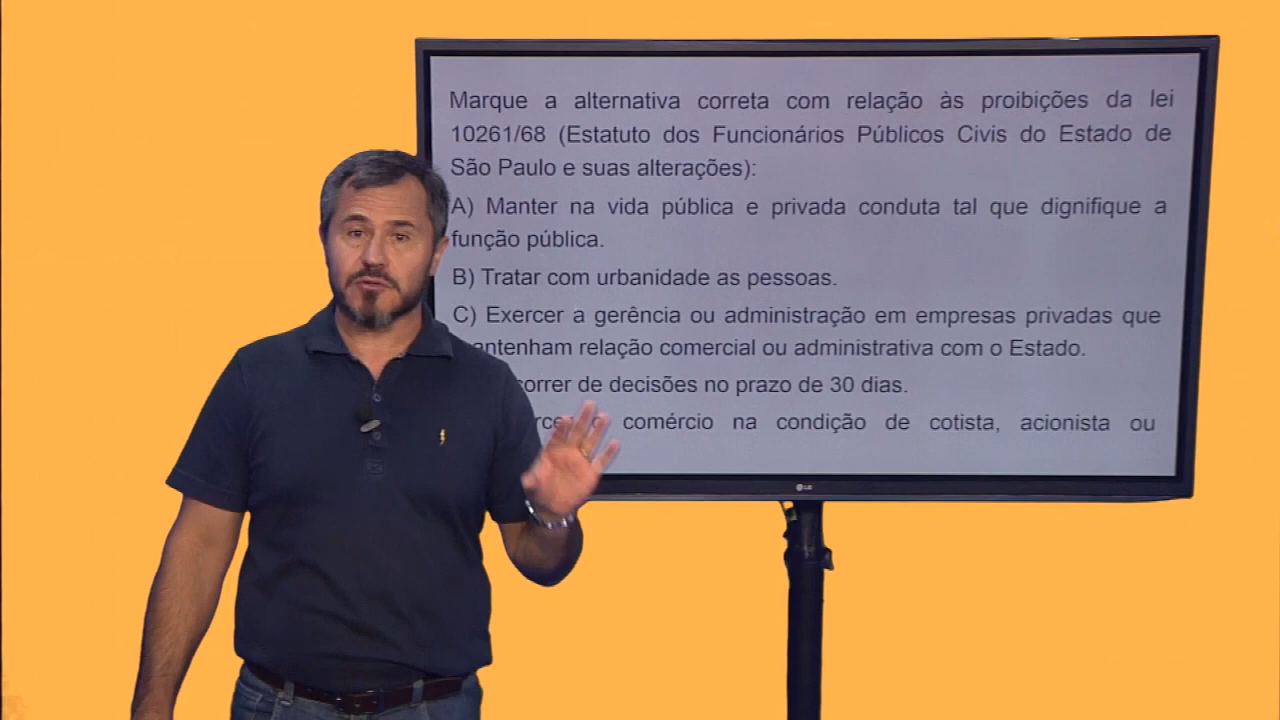 Marque a alternativa correta com relação às proibições da lei
10261/68 (Estatuto dos Funcionários Públicos Civis do Estado de
São Paulo e suas alterações):
A) Manter na vida pública e privada conduta tal que dignifique a
função pública.
B) Tratar com urbanidade as pessoas.
C) Exercer a gerência ou administração em empresas privadas que
antenham relação comercial ou administrativa com o Estado.
correr de decisões no prazo de 30 dias.
comércio na condição de cotista, acionista ou
LG